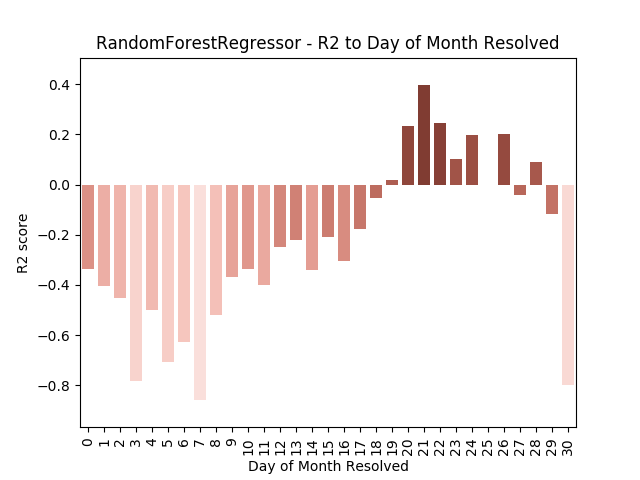 RandomForestRegressor - R2 to Day of Month Resolved
R2 score
0.4
0.2
0.0
−0.2
−0.4
−0.6
−0.8
0 1 2 3 4 5 6 7 8 9 10 11 12 13 14 15 16 17 18 19 20 21 22 23 24 25 26 27 28 29 30
Day of Month Resolved